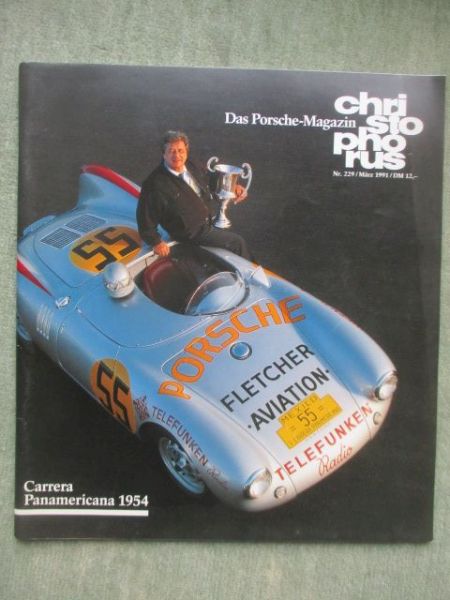 Das Porsche-Magazin
chri
sto
pho
rus
Nr. 229 / März 1991 / DM 12,–
55
PORSCHE
FLETCHER
·AVIATION·
MEXICO
= 55 =
TELEFUNKEN
Radio
55
TELEFUNKEN
Radio
Carrera
Panamericana 1954